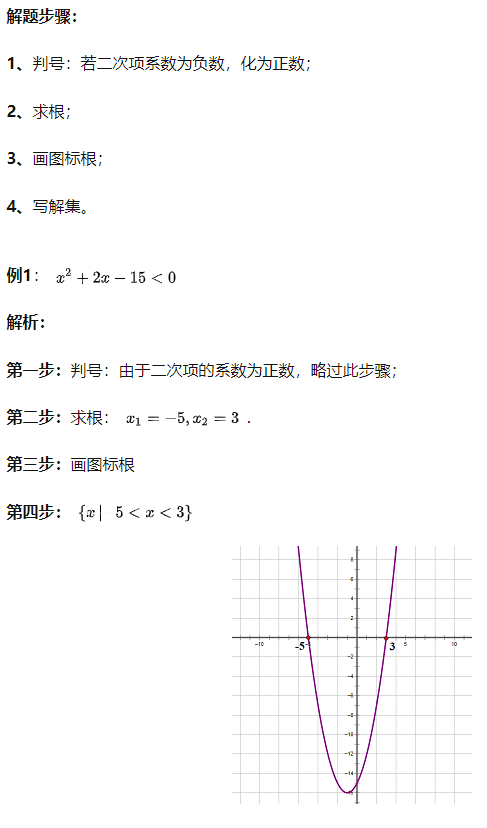 解题步骤：
1、判号：若二次项系数为负数，化为正数；
2、求根；
3、画图标根；
4、写解集。
例1： x² + 2x − 15 < 0
解析：
第一步：判号：由于二次项的系数为正数，略过此步骤；
第二步：求根： x₁ = −5, x₂ = 3 .
第三步：画图标根
第四步： {x | 5 < x < 3}
8
6
4
2
-10 -5 3 5 10
-2
-4
-6
-8
-10
-12
-14
-16